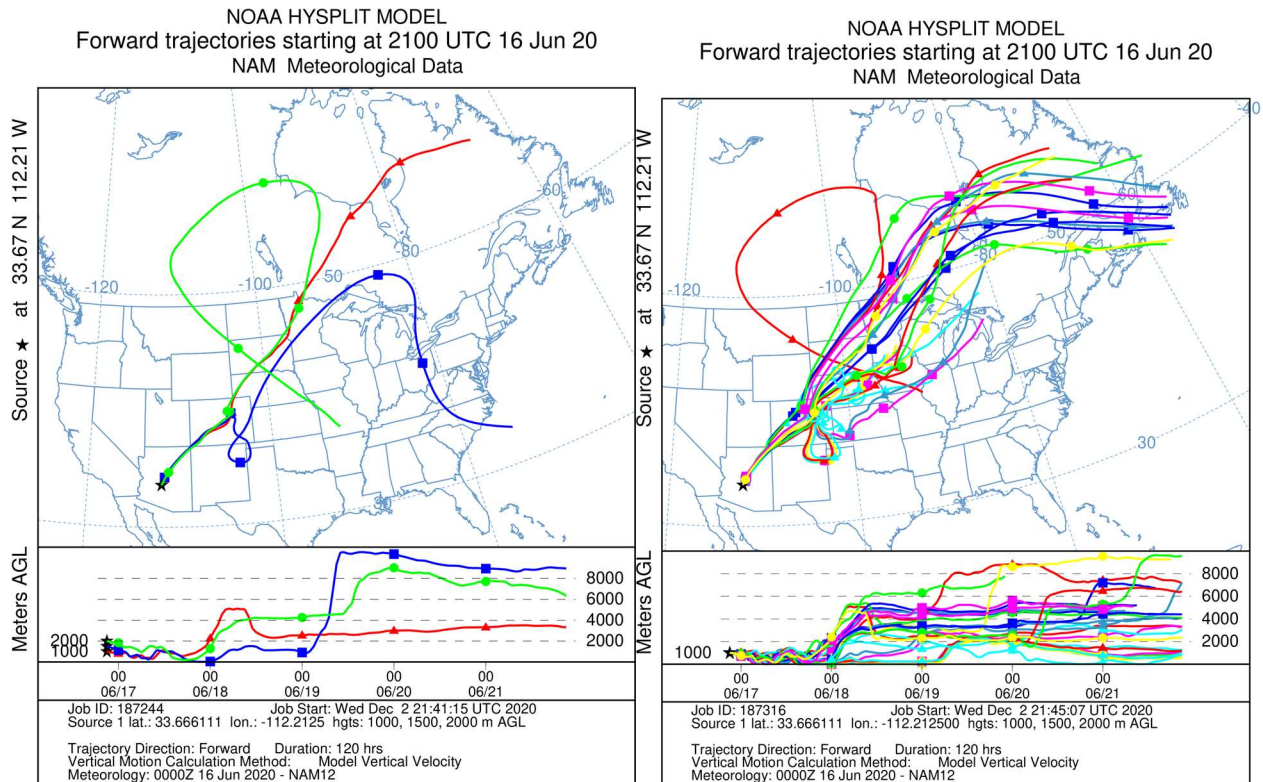 NOAA HYSPLIT MODEL
Forward trajectories starting at 2100 UTC 16 Jun 20
NAM Meteorological Data
Source ★ at 33.67 N 112.21 W
-120
-100
50
80
60
Meters AGL
8000
6000
4000
2000
2000
1000
00 00 00 00 00
06/17 06/18 06/19 06/20 06/21
Job ID: 187244 Job Start: Wed Dec 2 21:41:15 UTC 2020
Source 1 lat.: 33.666111 lon.: -112.2125 hgts: 1000, 1500, 2000 m AGL
Trajectory Direction: Forward Duration: 120 hrs
Vertical Motion Calculation Method: Model Vertical Velocity
Meteorology: 0000Z 16 Jun 2020 - NAM12
NOAA HYSPLIT MODEL
Forward trajectories starting at 2100 UTC 16 Jun 20
NAM Meteorological Data
Source ★ at 33.67 N 112.21 W
-40
-120
-100
-80
50
60
30
Meters AGL
8000
6000
4000
2000
1000
00 00 00 00 00
06/17 06/18 06/19 06/20 06/21
Job ID: 187316 Job Start: Wed Dec 2 21:45:07 UTC 2020
Source 1 lat.: 33.666111 lon.: -112.212500 hgts: 1000, 1500, 2000 m AGL
Trajectory Direction: Forward Duration: 120 hrs
Vertical Motion Calculation Method: Model Vertical Velocity
Meteorology: 0000Z 16 Jun 2020 - NAM12